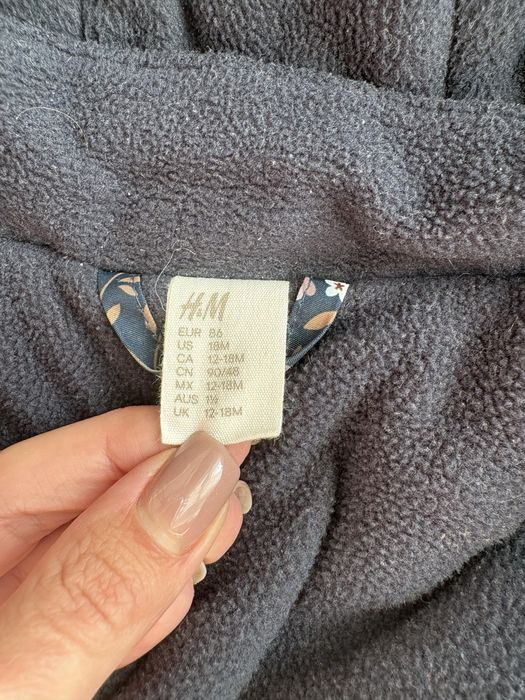 H&M
EUR 86
US 18M
CA 12-18M
CN 90/48
MX 12-18M
AUS 1½
UK 12-18M